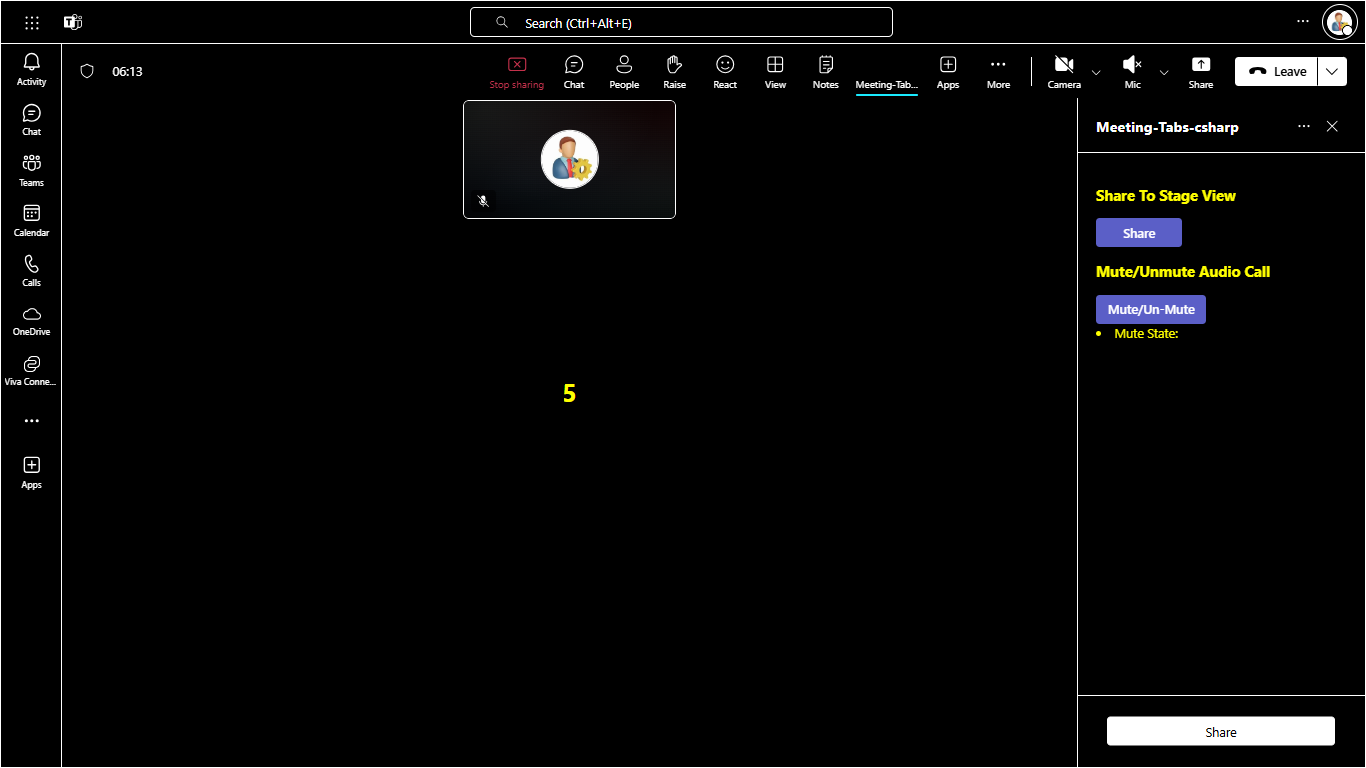 Search (Ctrl+Alt+E)
06:13
Stop sharing
Chat
People
Raise
React
View
Notes
Meeting-Tab...
Apps
More
Camera
Mic
Share
Leave
Activity
Chat
Teams
Calendar
Calls
OneDrive
Viva Conne...
Apps
5
Meeting-Tabs-csharp
Share To Stage View
Share
Mute/Unmute Audio Call
Mute/Un-Mute
• Mute State:
Share